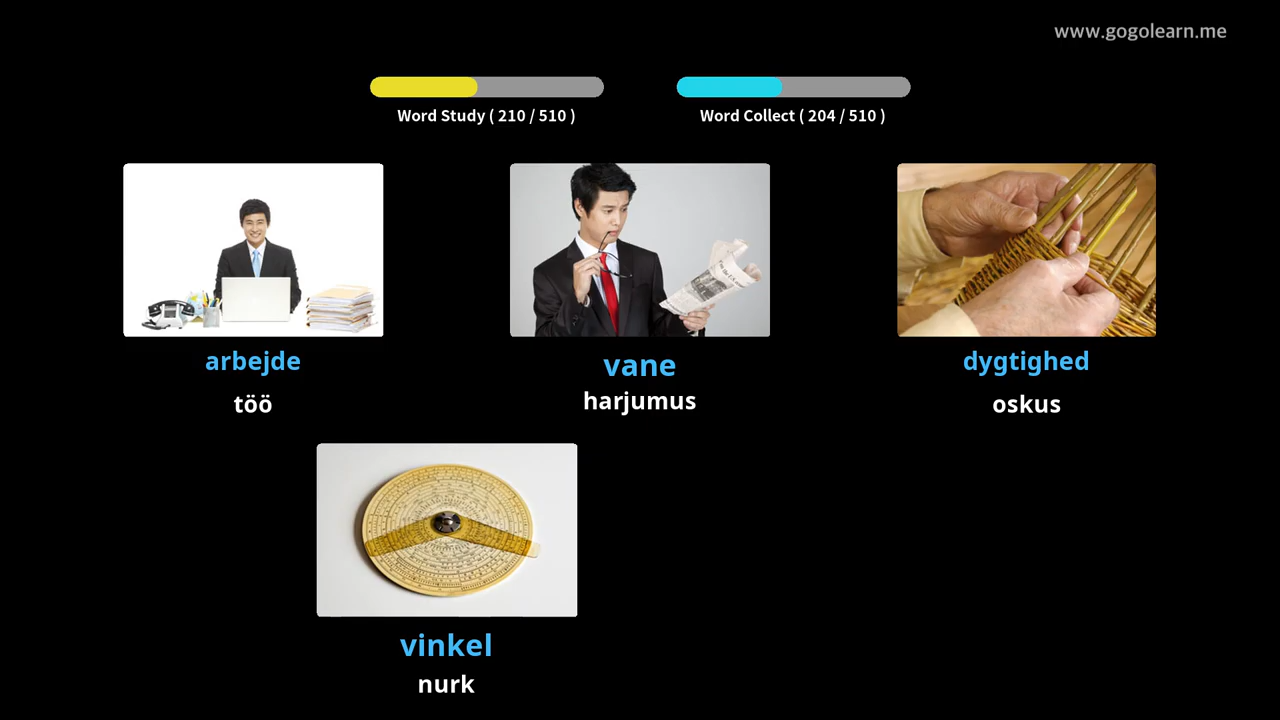 www.gogolearn.me
Word Study ( 210 / 510 )
Word Collect ( 204 / 510 )
arbejde
töö
vane
harjumus
dygtighed
oskus
vinkel
nurk